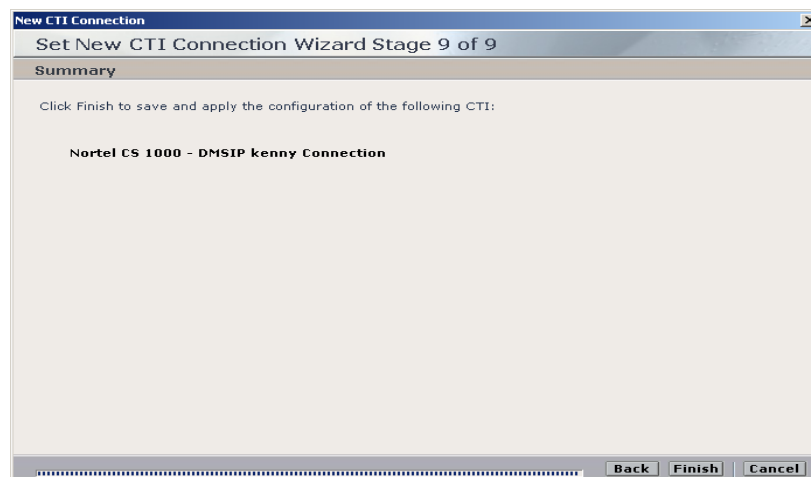 New CTI Connection
Set New CTI Connection Wizard Stage 9 of 9
Summary
Click Finish to save and apply the configuration of the following CTI:
Nortel CS 1000 - DMSIP kenny Connection
Back Finish Cancel